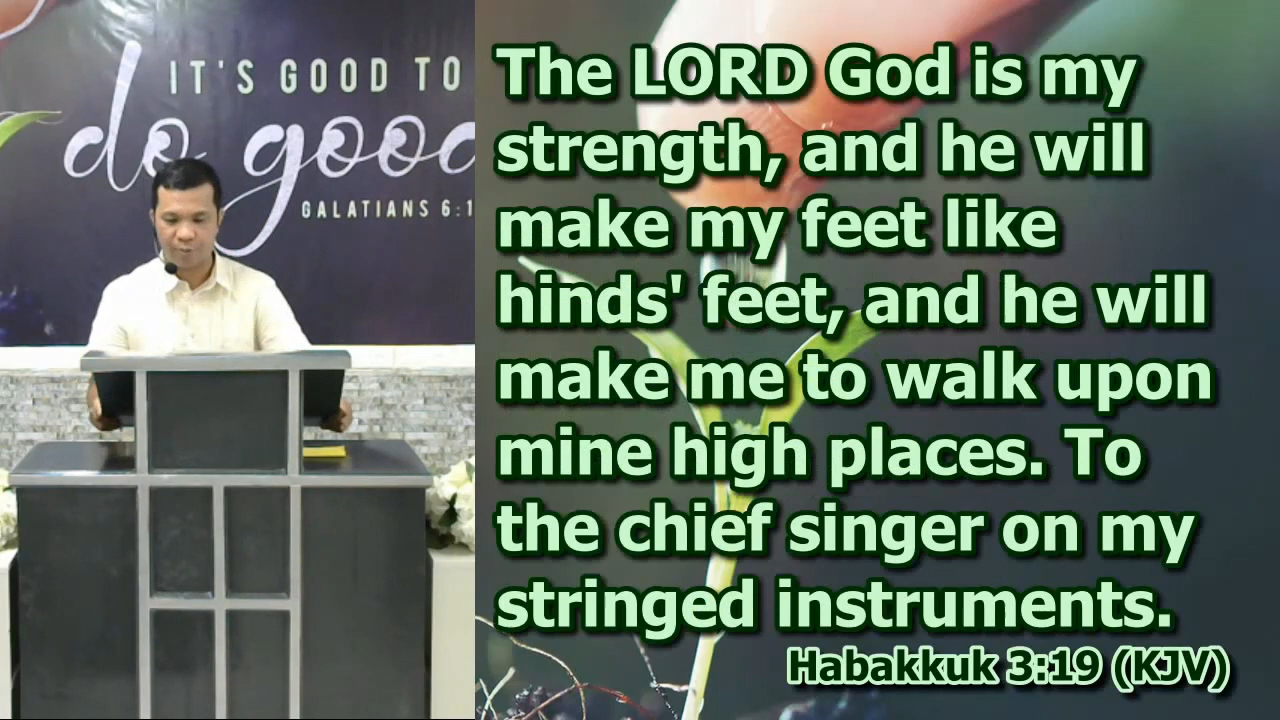 IT'S GOOD TO
do good
GALATIANS 6:1
The LORD God is my
strength, and he will
make my feet like
hinds' feet, and he will
make me to walk upon
mine high places. To
the chief singer on my
stringed instruments.
Habakkuk 3:19 (KJV)